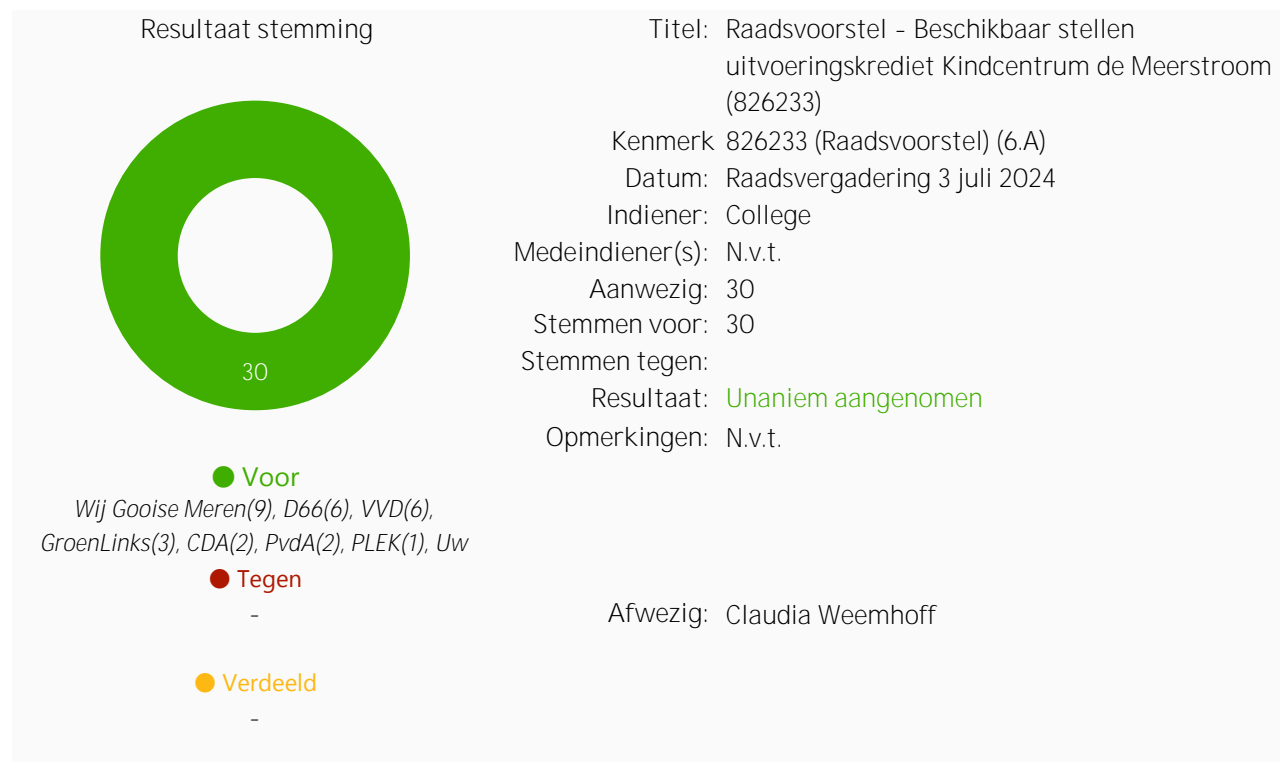 Resultaat stemming
30
Voor
Wij Gooise Meren(9), D66(6), VVD(6),
GroenLinks(3), CDA(2), PvdA(2), PLEK(1), Uw
Tegen
-
Verdeeld
-
Titel: Raadsvoorstel - Beschikbaar stellen
uitvoeringskrediet Kindcentrum de Meerstroom
(826233)
Kenmerk 826233 (Raadsvoorstel) (6.A)
Datum: Raadsvergadering 3 juli 2024
Indiener: College
Medeindiener(s): N.v.t.
Aanwezig: 30
Stemmen voor: 30
Stemmen tegen:
Resultaat: Unaniem aangenomen
Opmerkingen: N.v.t.
Afwezig: Claudia Weemhoff